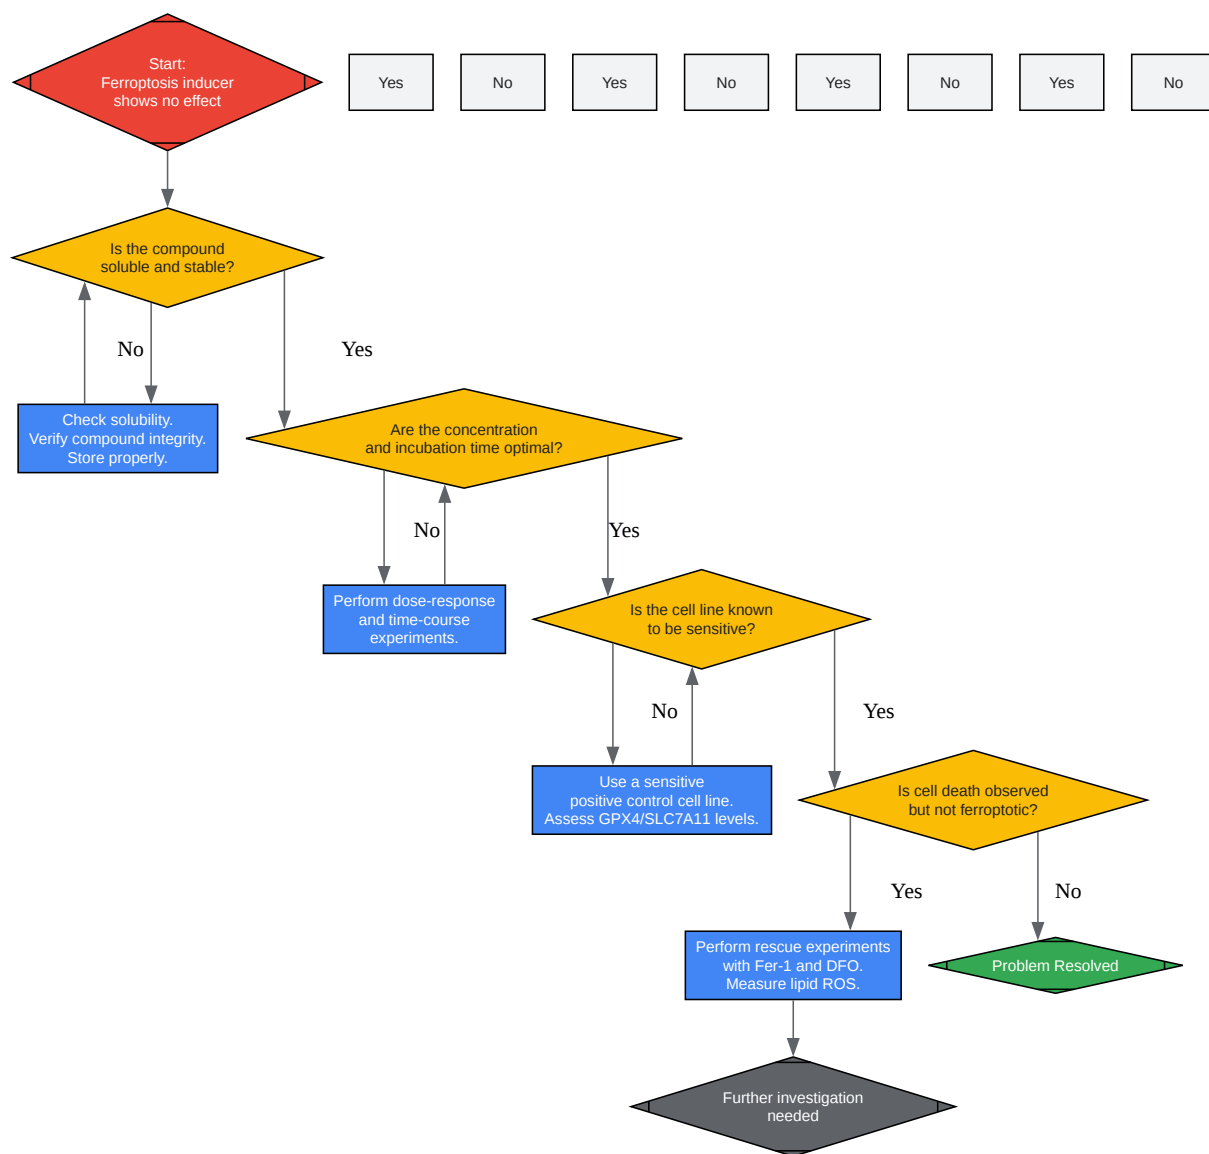 Start:
Ferroptosis inducer
shows no effect
Yes
No
Yes
No
Yes
No
Yes
No
Is the compound
soluble and stable?
No
Yes
Check solubility.
Verify compound integrity.
Store properly.
Are the concentration
and incubation time optimal?
No
Yes
Perform dose-response
and time-course
experiments.
Is the cell line known
to be sensitive?
No
Yes
Use a sensitive
positive control cell line.
Assess GPX4/SLC7A11 levels.
Is cell death observed
but not ferroptotic?
Yes
No
Perform rescue experiments
with Fer-1 and DFO.
Measure lipid ROS.
Problem Resolved
Further investigation
needed